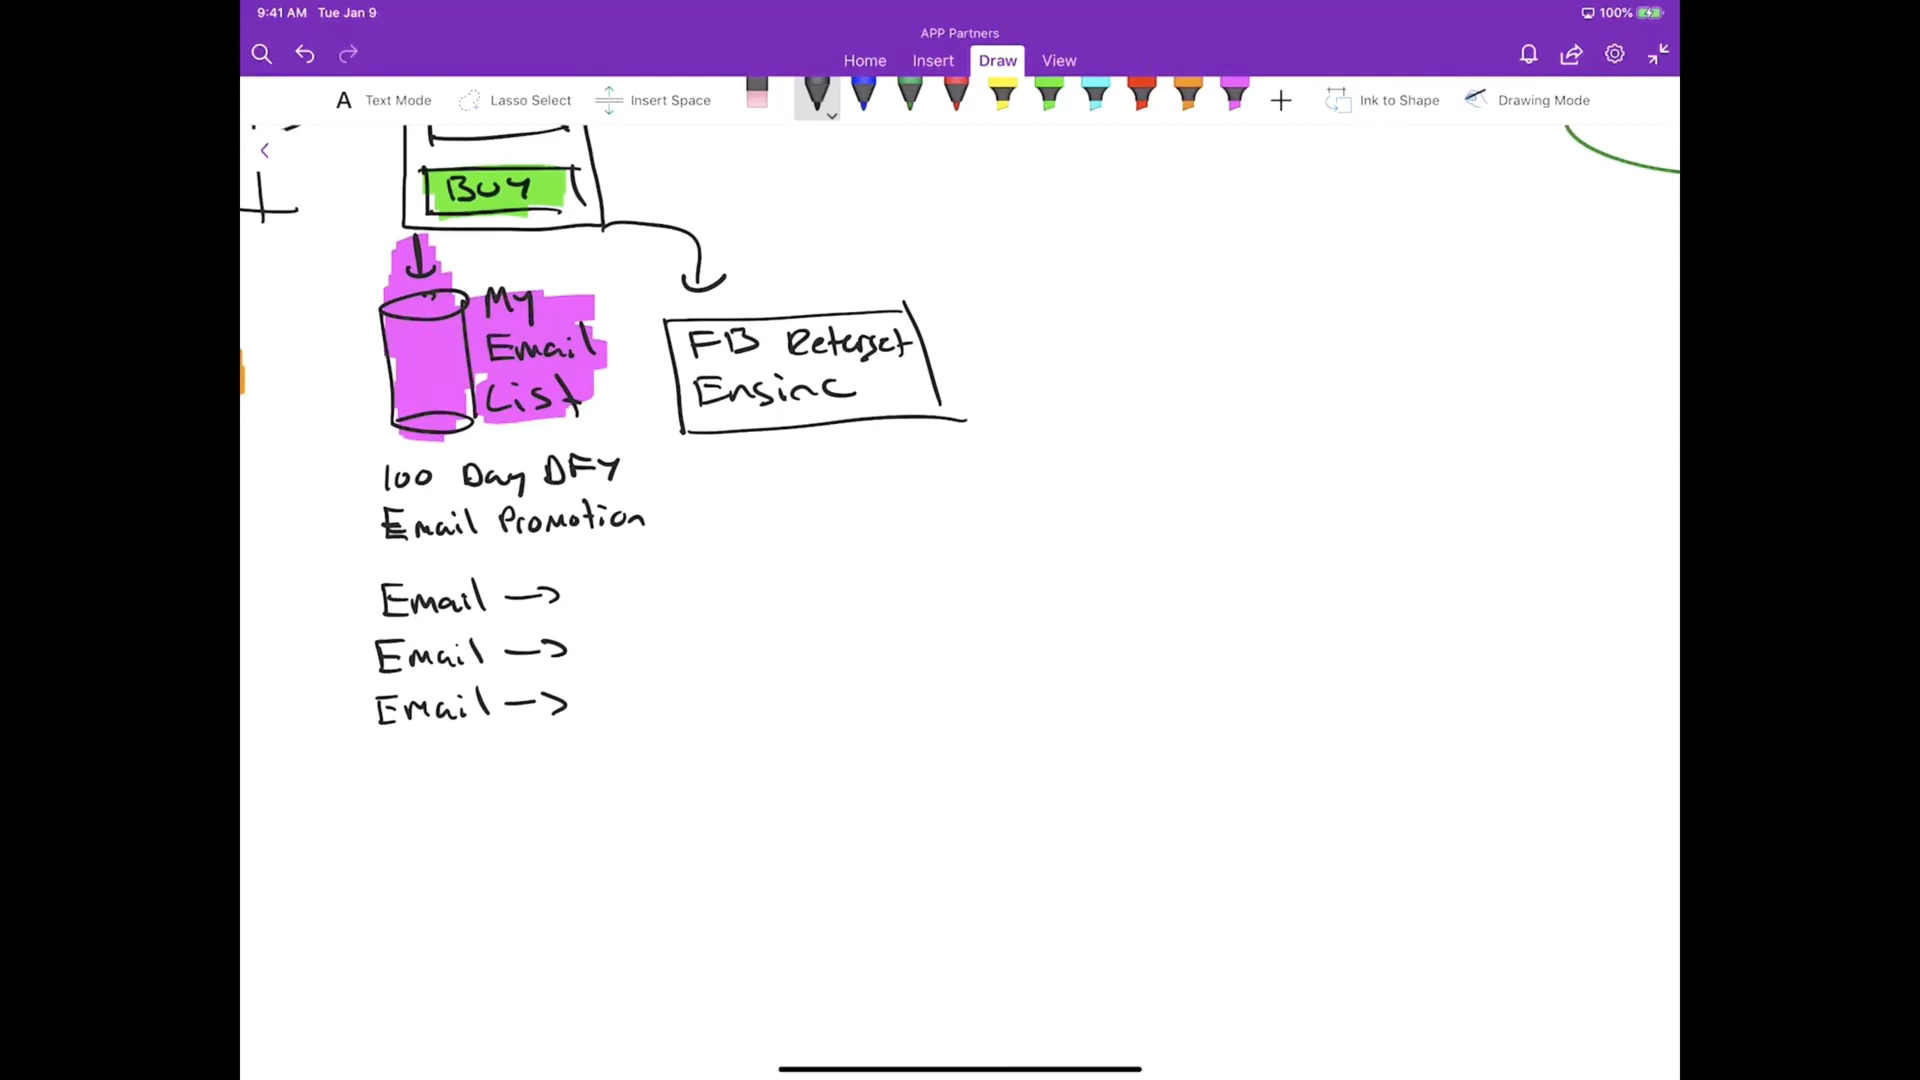 9:41 AM Tue Jan 9
100%
APP Partners
Home Insert Draw View
A Text Mode Lasso Select Insert Space Ink to Shape Drawing Mode
BUY
My
Email
List
FB Reterget
Engine
100 Day DFY
Email Promotion
Email →
Email →
Email →